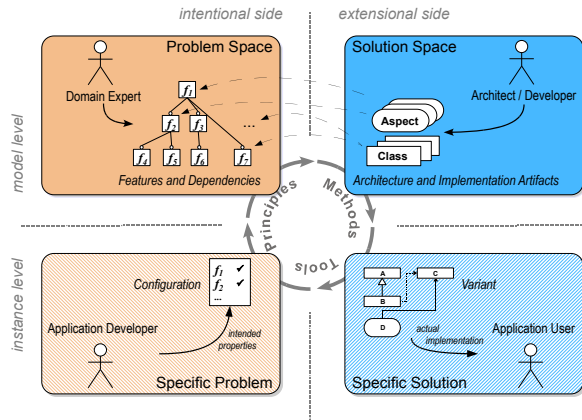 intentional side
extensional side
model level
Problem Space
Domain Expert
f1
f2
f3
...
f4
f5
f6
f7
Features and Dependencies
Solution Space
Architect / Developer
Aspect
Class
Architecture and Implementation Artifacts
Principles
Methods
Tools
instance level
Configuration
f1 ✔
f2 ✔
...
Application Developer
intended
properties
Specific Problem
A
C
B
D
Variant
actual
implementation
Application User
Specific Solution